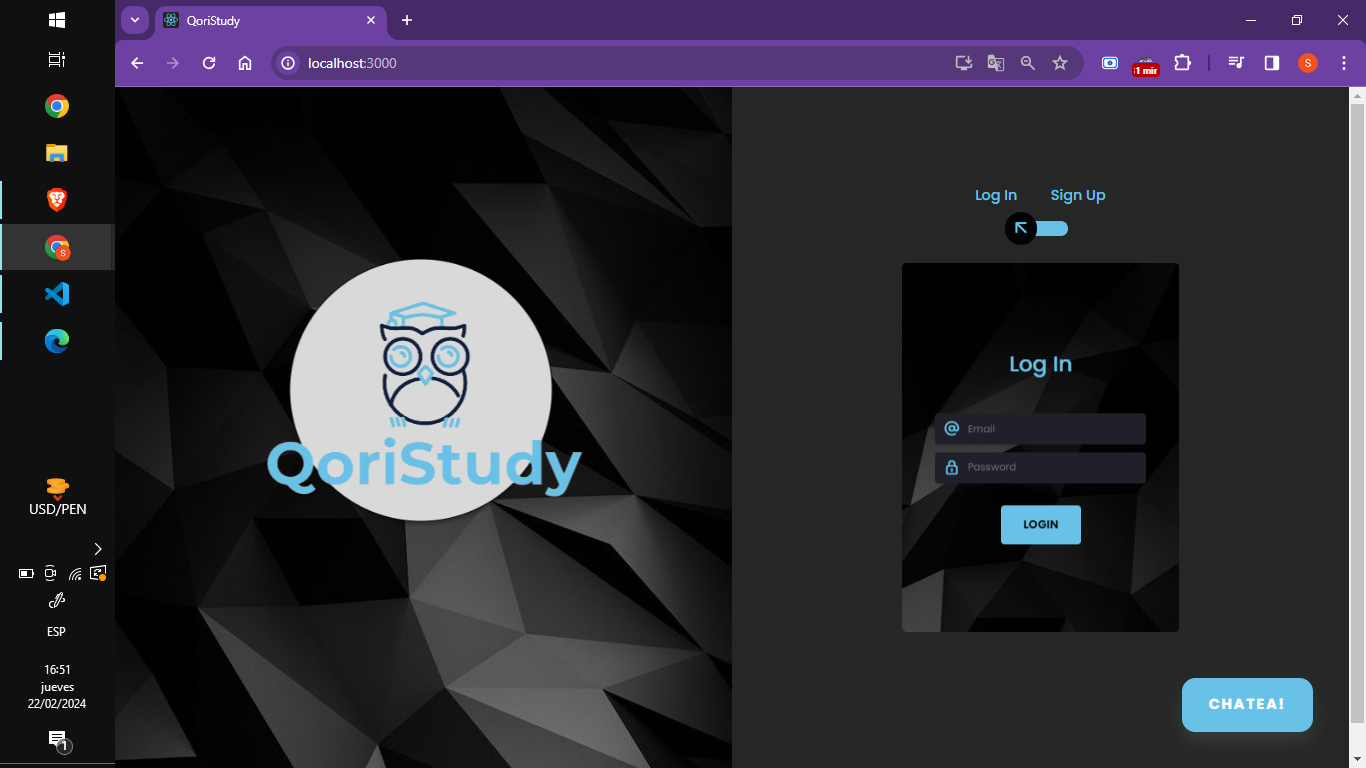 QoriStudy
localhost:3000
S
1 min
S
S
Log In
Sign Up
QoriStudy
Log In
@ Email
Password
LOGIN
CHATEA!
USD/PEN
ESP
16:51
jueves
22/02/2024
1